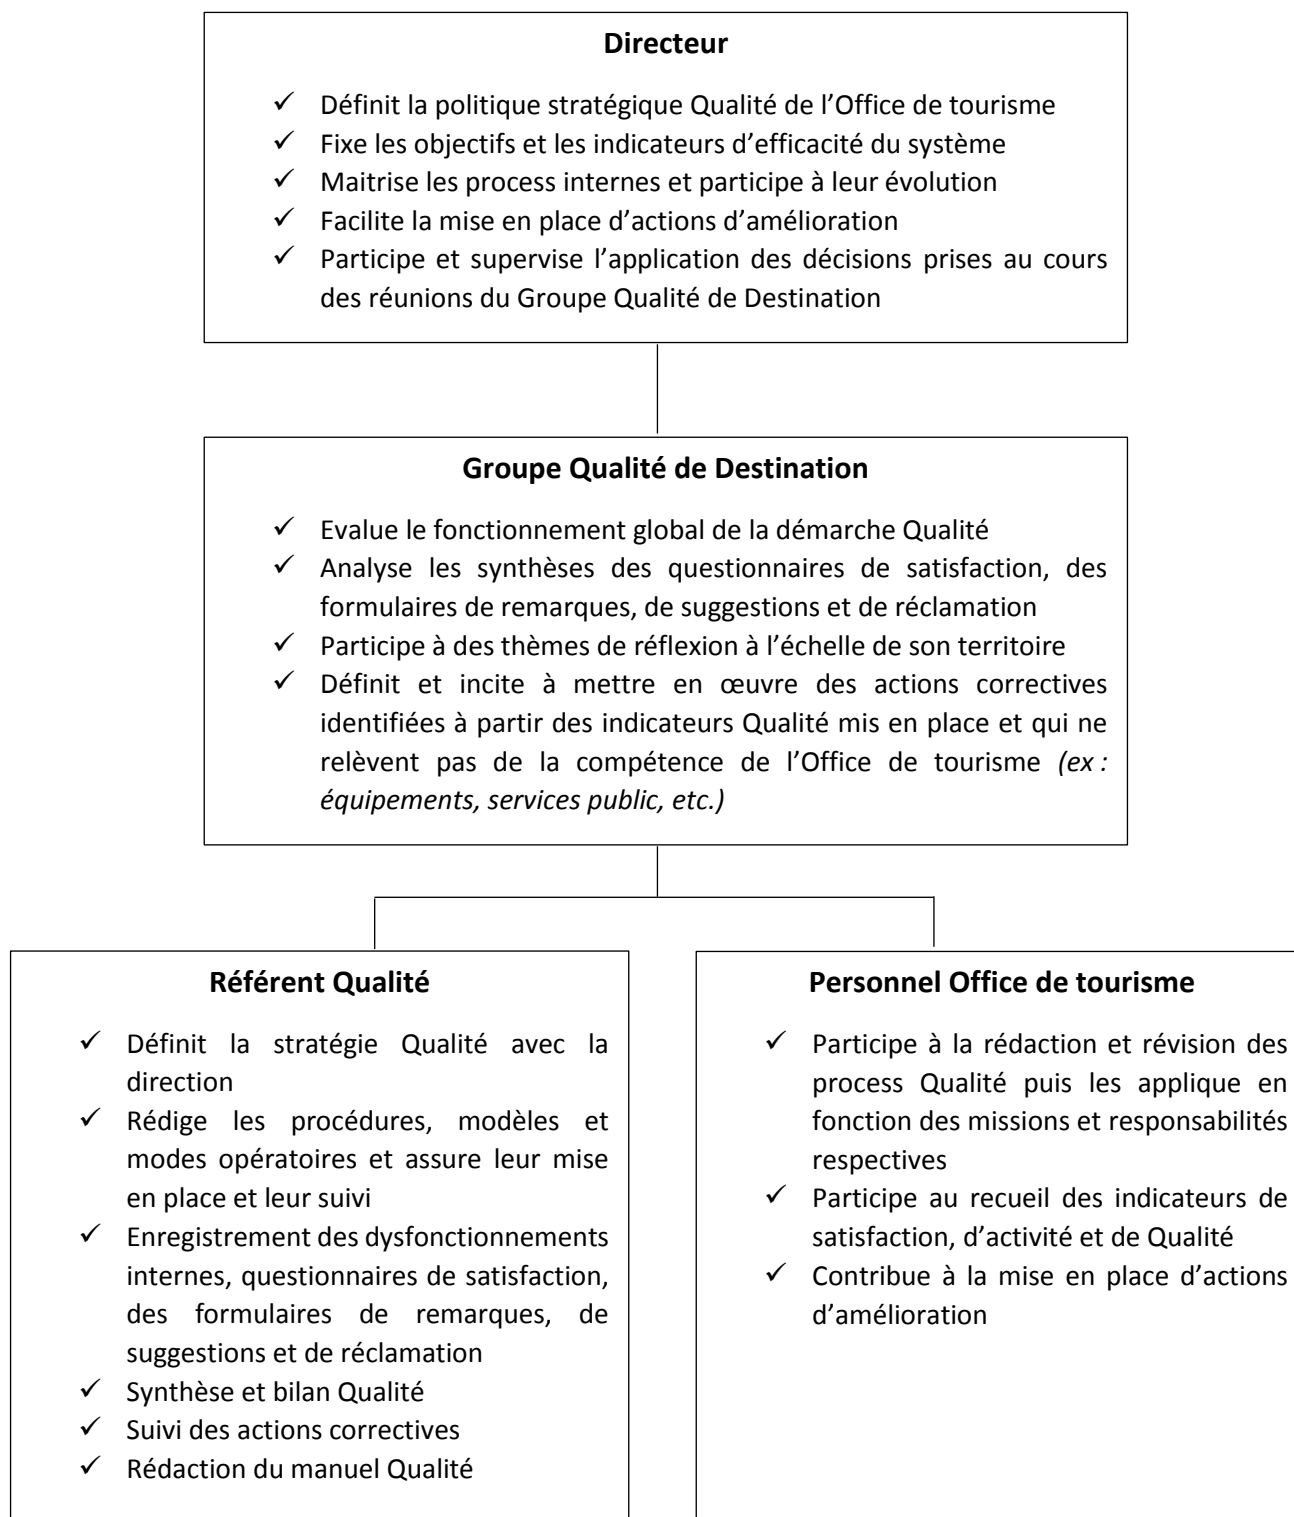 Directeur
✓ Définit la politique stratégique Qualité de l’Office de tourisme
✓ Fixe les objectifs et les indicateurs d’efficacité du système
✓ Maitrise les process internes et participe à leur évolution
✓ Facilite la mise en place d’actions d’amélioration
✓ Participe et supervise l’application des décisions prises au cours
des réunions du Groupe Qualité de Destination
Groupe Qualité de Destination
✓ Evalue le fonctionnement global de la démarche Qualité
✓ Analyse les synthèses des questionnaires de satisfaction, des
formulaires de remarques, de suggestions et de réclamation
✓ Participe à des thèmes de réflexion à l’échelle de son territoire
✓ Définit et incite à mettre en œuvre des actions correctives
identifiées à partir des indicateurs Qualité mis en place et qui ne
relèvent pas de la compétence de l’Office de tourisme (ex :
équipements, services public, etc.)
Référent Qualité
✓ Définit la stratégie Qualité avec la
direction
✓ Rédige les procédures, modèles et
modes opératoires et assure leur mise
en place et leur suivi
✓ Enregistrement des dysfonctionnements
internes, questionnaires de satisfaction,
des formulaires de remarques, de
suggestions et de réclamation
✓ Synthèse et bilan Qualité
✓ Suivi des actions correctives
✓ Rédaction du manuel Qualité
Personnel Office de tourisme
✓ Participe à la rédaction et révision des
process Qualité puis les applique en
fonction des missions et responsabilités
respectives
✓ Participe au recueil des indicateurs de
satisfaction, d’activité et de Qualité
✓ Contribue à la mise en place d’actions
d’amélioration